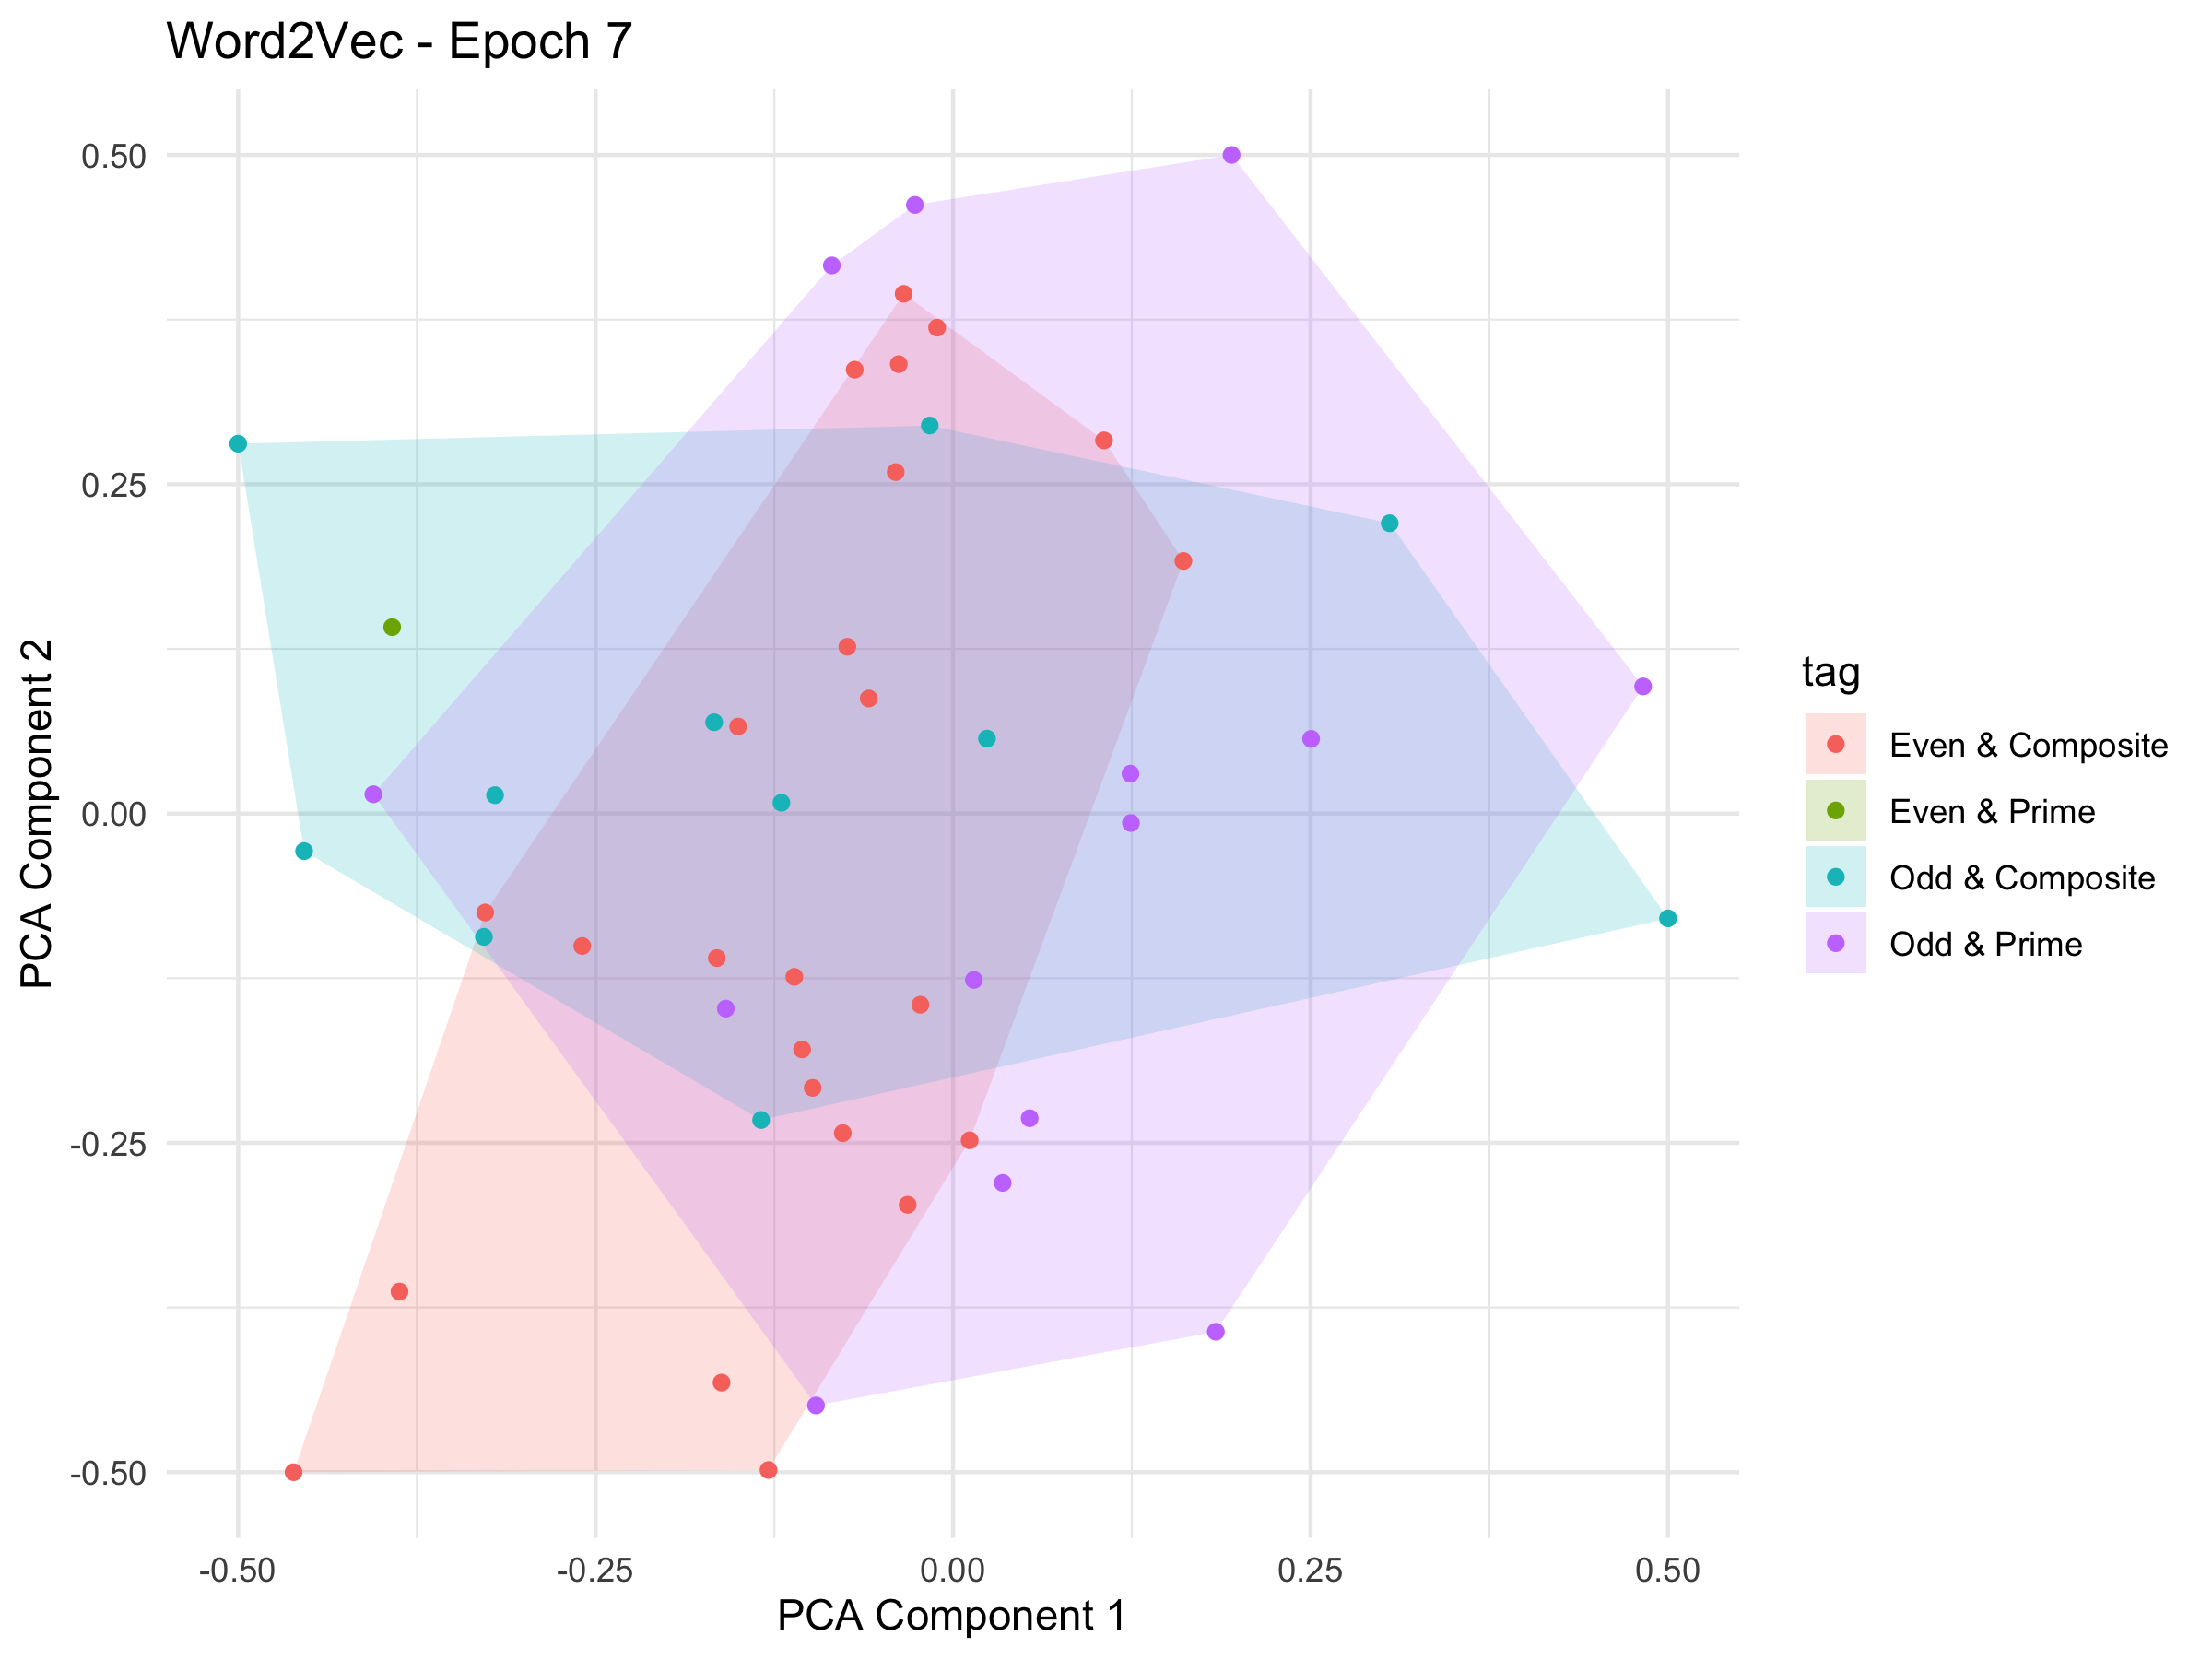 Word2Vec - Epoch 7
0.50
0.25
0.00
-0.25
-0.50
PCA Component 2
-0.50
-0.25
0.00
0.25
0.50
PCA Component 1
tag
Even & Composite
Even & Prime
Odd & Composite
Odd & Prime